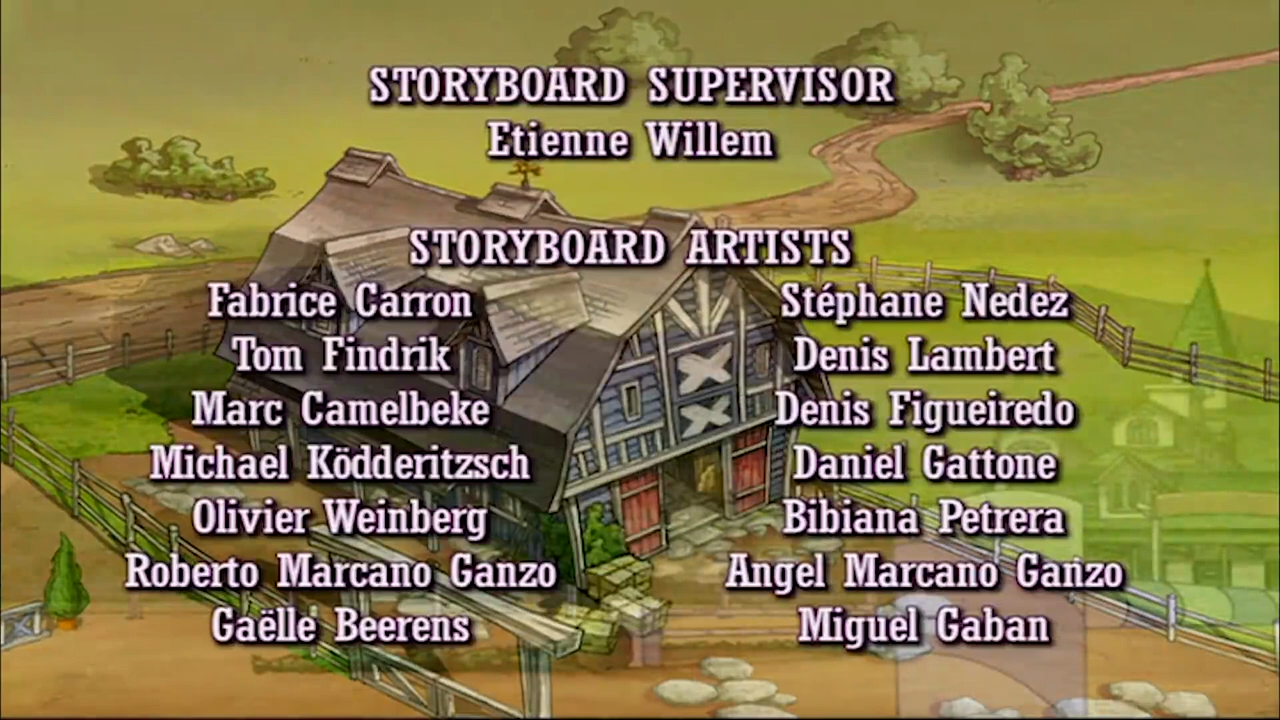 STORYBOARD SUPERVISOR
Etienne Willem
STORYBOARD ARTISTS
Fabrice Carron
Stéphane Nedez
Tom Findrik
Denis Lambert
Marc Camelbeke
Denis Figueiredo
Michael Ködderitzsch
Daniel Gattone
Olivier Weinberg
Bibiana Petrera
Roberto Marcano Ganzo
Angel Marcano Ganzo
Gaëlle Beerens
Miguel Gaban